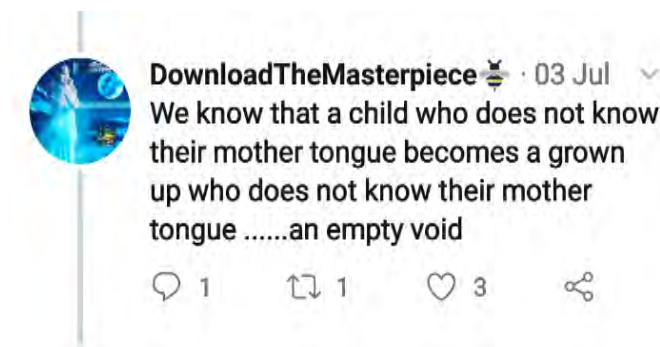 DownloadTheMasterpiece🐝 · 03 Jul
We know that a child who does not know
their mother tongue becomes a grown
up who does not know their mother
tongue ......an empty void
1 1 3